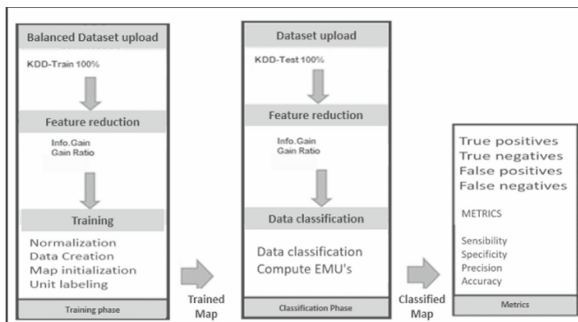 Balanced Dataset upload
KDD-Train 100%
Feature reduction
Info.Gain
Gain Ratio
Training
Normalization
Data Creation
Map initialization
Unit labeling
Training phase
Trained
Map
Dataset upload
KDD-Test 100%
Feature reduction
Info.Gain
Gain Ratio
Data classification
Data classification
Compute EMU's
Classification Phase
Classified
Map
True positives
True negatives
False positives
False negatives
METRICS
Sensibility
Specificity
Precision
Accuracy
Metrics